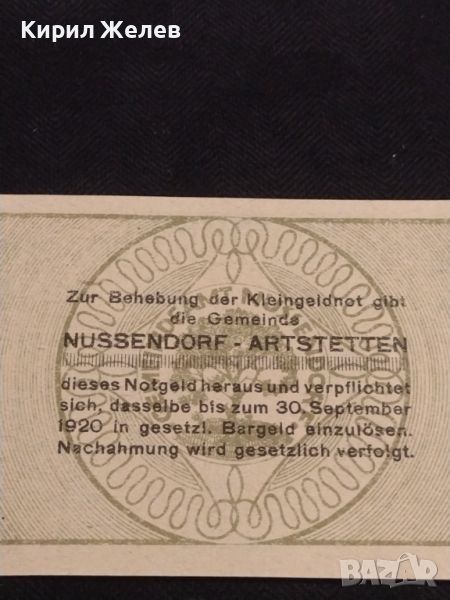 Кирил Желев
Zur Behebung der Kleingeldnot gibt
die Gemeinde
NUSSENDORF - ARTSTETTEN
dieses Notgeld heraus und verpflichtet
sich, dasselbe bis zum 30. September
1920 in gesetzl. Bargeld einzulösen.
Nachahmung wird gesetzlich verfolgt.
BAZAR